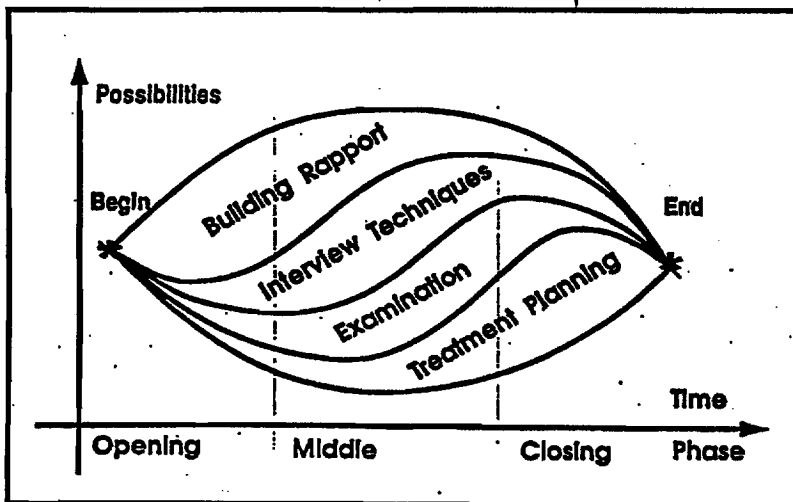 Possibilities
Begin
Building Rapport
Interview Techniques
Examination
Treatment Planning
End
Time
Opening
Middle
Closing
Phase